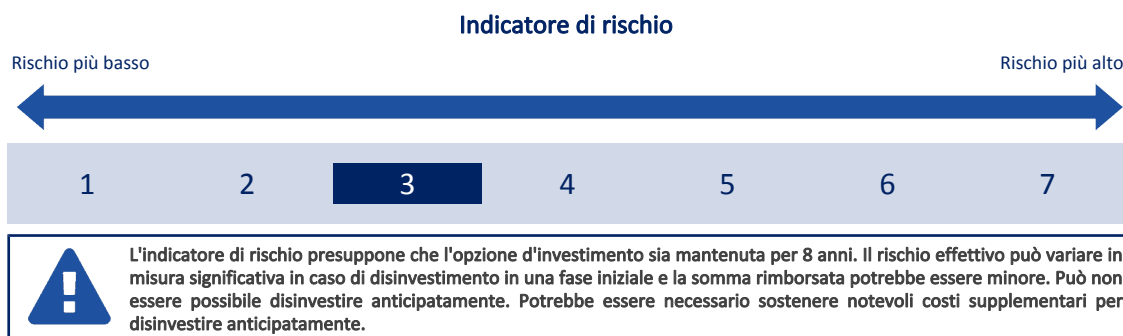 Indicatore di rischio
Rischio più basso
Rischio più alto
1 2 3 4 5 6 7
L'indicatore di rischio presuppone che l'opzione d'investimento sia mantenuta per 8 anni. Il rischio effettivo può variare in
misura significativa in caso di disinvestimento in una fase iniziale e la somma rimborsata potrebbe essere minore. Può non
essere possibile disinvestire anticipatamente. Potrebbe essere necessario sostenere notevoli costi supplementari per
disinvestire anticipatamente.